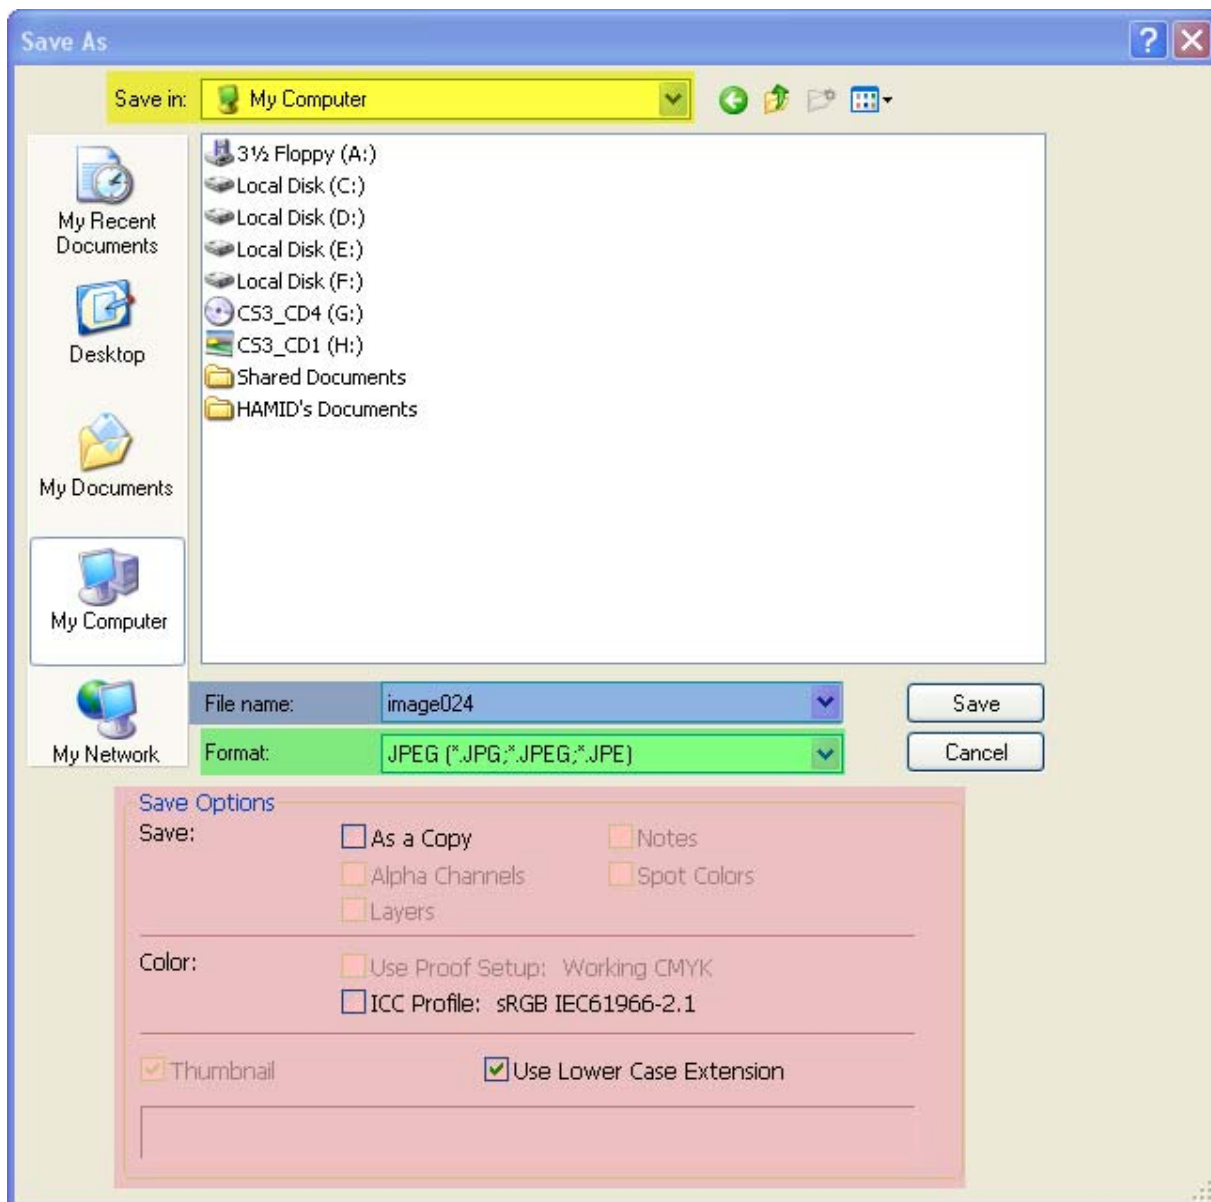 Save As
Save in: My Computer
3½ Floppy (A:)
Local Disk (C:)
Local Disk (D:)
Local Disk (E:)
Local Disk (F:)
CS3_CD4 (G:)
CS3_CD1 (H:)
Shared Documents
HAMID's Documents
My Recent
Documents
Desktop
My Documents
My Computer
My Network
File name: image024 Save
Format: JPEG (*.JPG;*.JPEG;*.JPE) Cancel
Save Options
Save: As a Copy Notes
Alpha Channels Spot Colors
Layers
Color: Use Proof Setup: Working CMYK
ICC Profile: sRGB IEC61966-2.1
Thumbnail Use Lower Case Extension